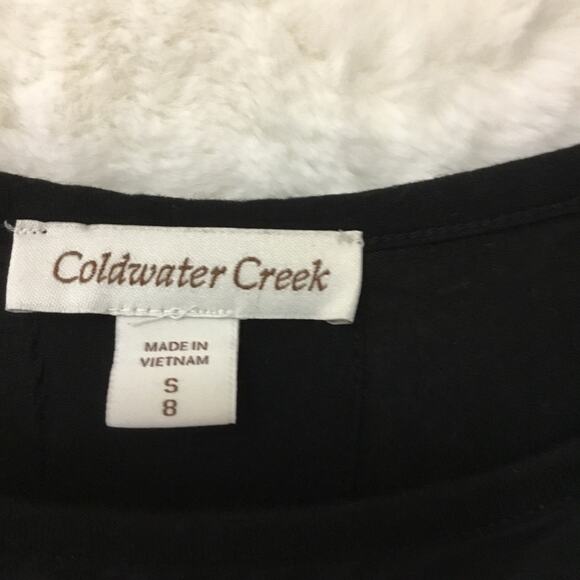 Coldwater Creek
MADE IN
VIETNAM
S
8